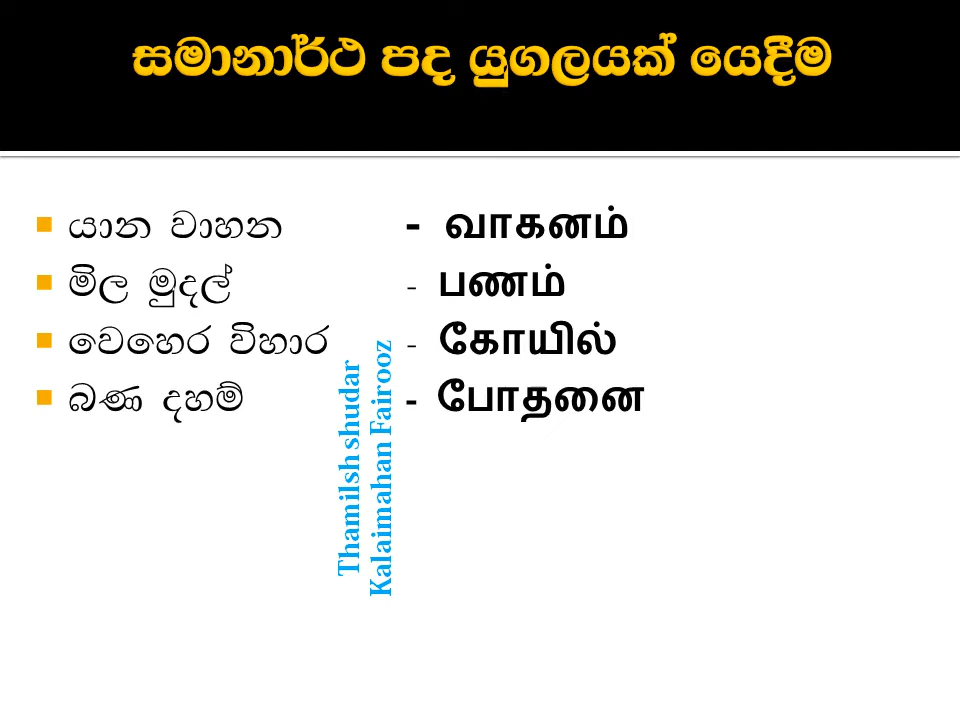 සමානාර්ථ පද යුගලයක් යෙදීම
යාන වාහන - வாகனம்
මිල මුදල් - பணம்
වෙහෙර විහාර - கோயில்
බණ දහම් - போதனை
Thamilsh shudar
Kalaimahan Fairooz